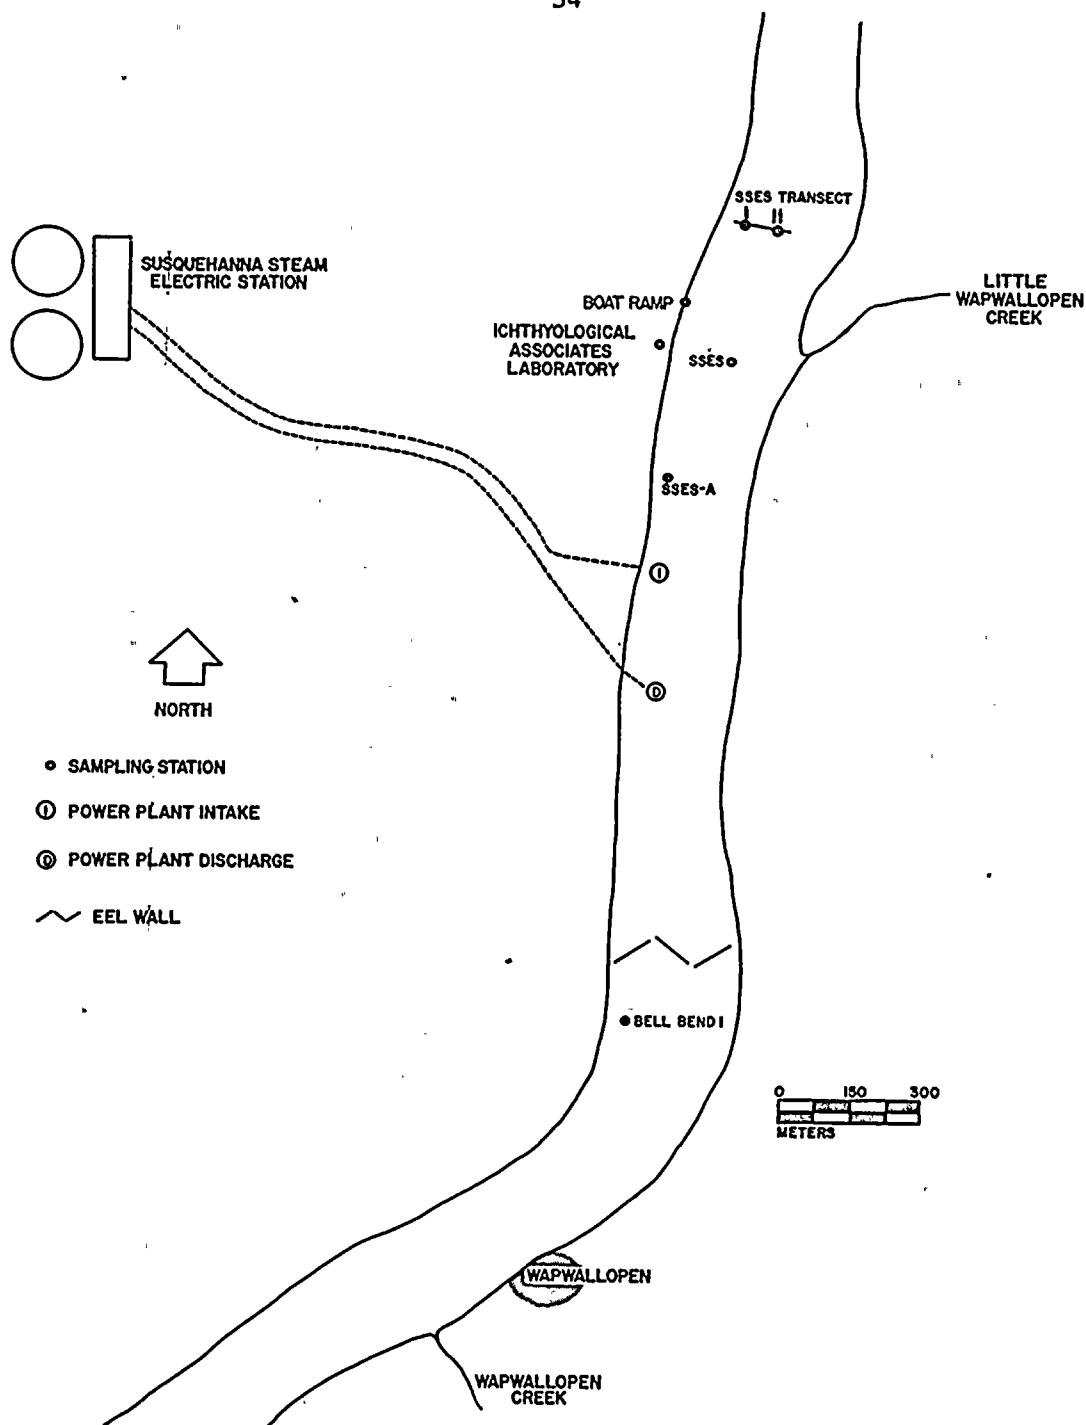 SSES TRANSECT
I II
SUSQUEHANNA STEAM
ELECTRIC STATION
LITTLE
WAPWALLOPEN
CREEK
BOAT RAMP
ICHTHYOLOGICAL
ASSOCIATES
LABORATORY
SSES
SSES-A
I
D
NORTH
SAMPLING STATION
I POWER PLANT INTAKE
D POWER PLANT DISCHARGE
EEL WALL
BELL BEND I
0 150 300
METERS
WAPWALLOPEN
WAPWALLOPEN
CREEK